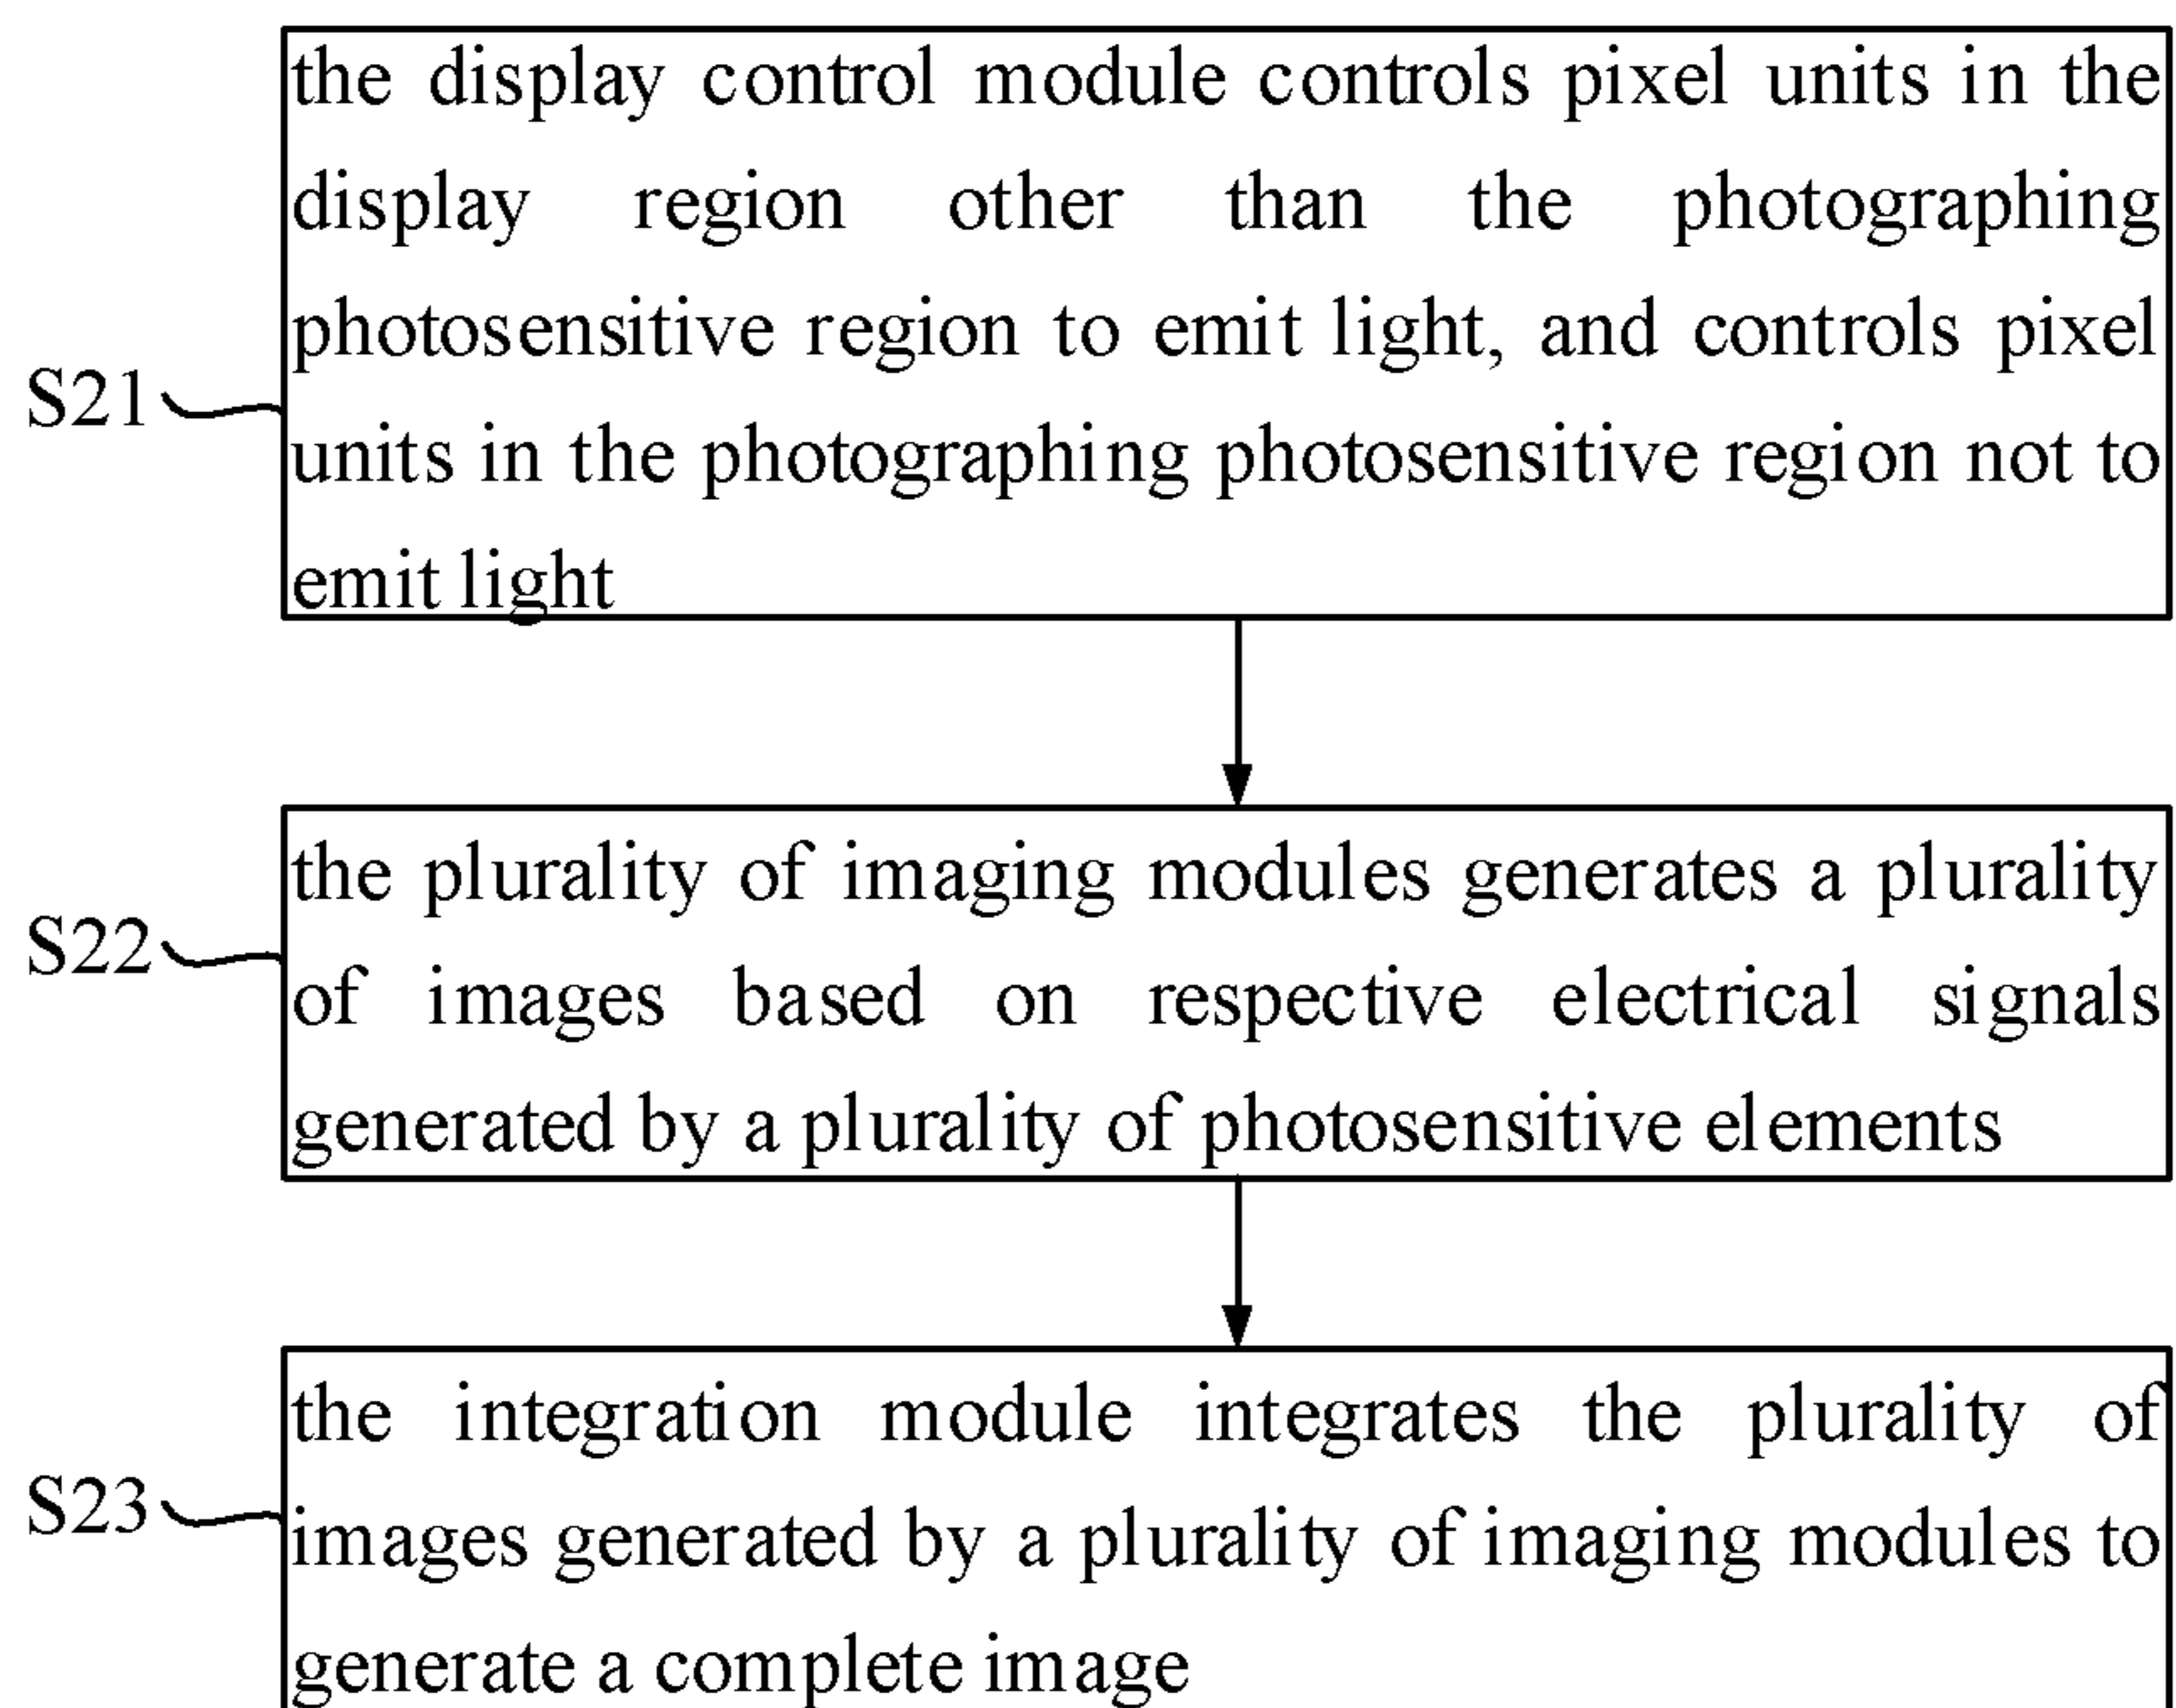 the display control module controls pixel units in the
display region other than the photographing
photosensitive region to emit light, and controls pixel
S21
units in the photographing photosensitive region not to
emit light
the plurality of imaging modules generates a plurality
S22
of images based on respective electrical signals
generated by a plurality of photosensitive elements
the integration module integrates the plurality of
S23
images generated by a plurality of imaging modules to
generate a complete image